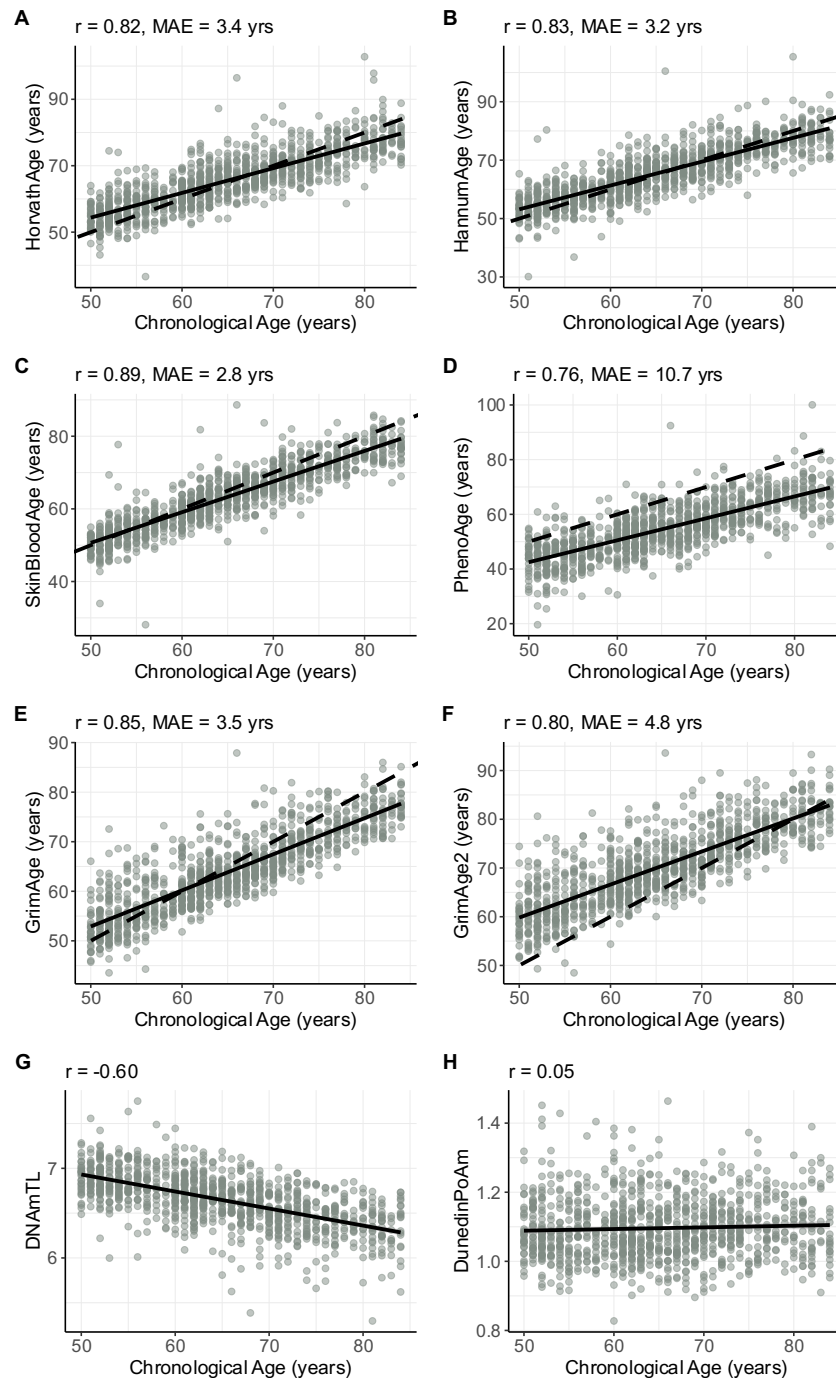 A
r = 0.82, MAE = 3.4 yrs
HorvathAge (years)
90
70
50
50 60 70 80
Chronological Age (years)
B
r = 0.83, MAE = 3.2 yrs
HannumAge (years)
90
70
50
30
50 60 70 80
Chronological Age (years)
C
r = 0.89, MAE = 2.8 yrs
SkinBloodAge (years)
80
60
40
50 60 70 80
Chronological Age (years)
D
r = 0.76, MAE = 10.7 yrs
PhenoAge (years)
100
80
60
40
20
50 60 70 80
Chronological Age (years)
E
r = 0.85, MAE = 3.5 yrs
GrimAge (years)
90
80
70
60
50
50 60 70 80
Chronological Age (years)
F
r = 0.80, MAE = 4.8 yrs
GrimAge2 (years)
90
80
70
60
50
50 60 70 80
Chronological Age (years)
G
r = -0.60
DNAmTL
7
6
50 60 70 80
Chronological Age (years)
H
r = 0.05
DunedinPoAm
1.4
1.2
1.0
0.8
50 60 70 80
Chronological Age (years)